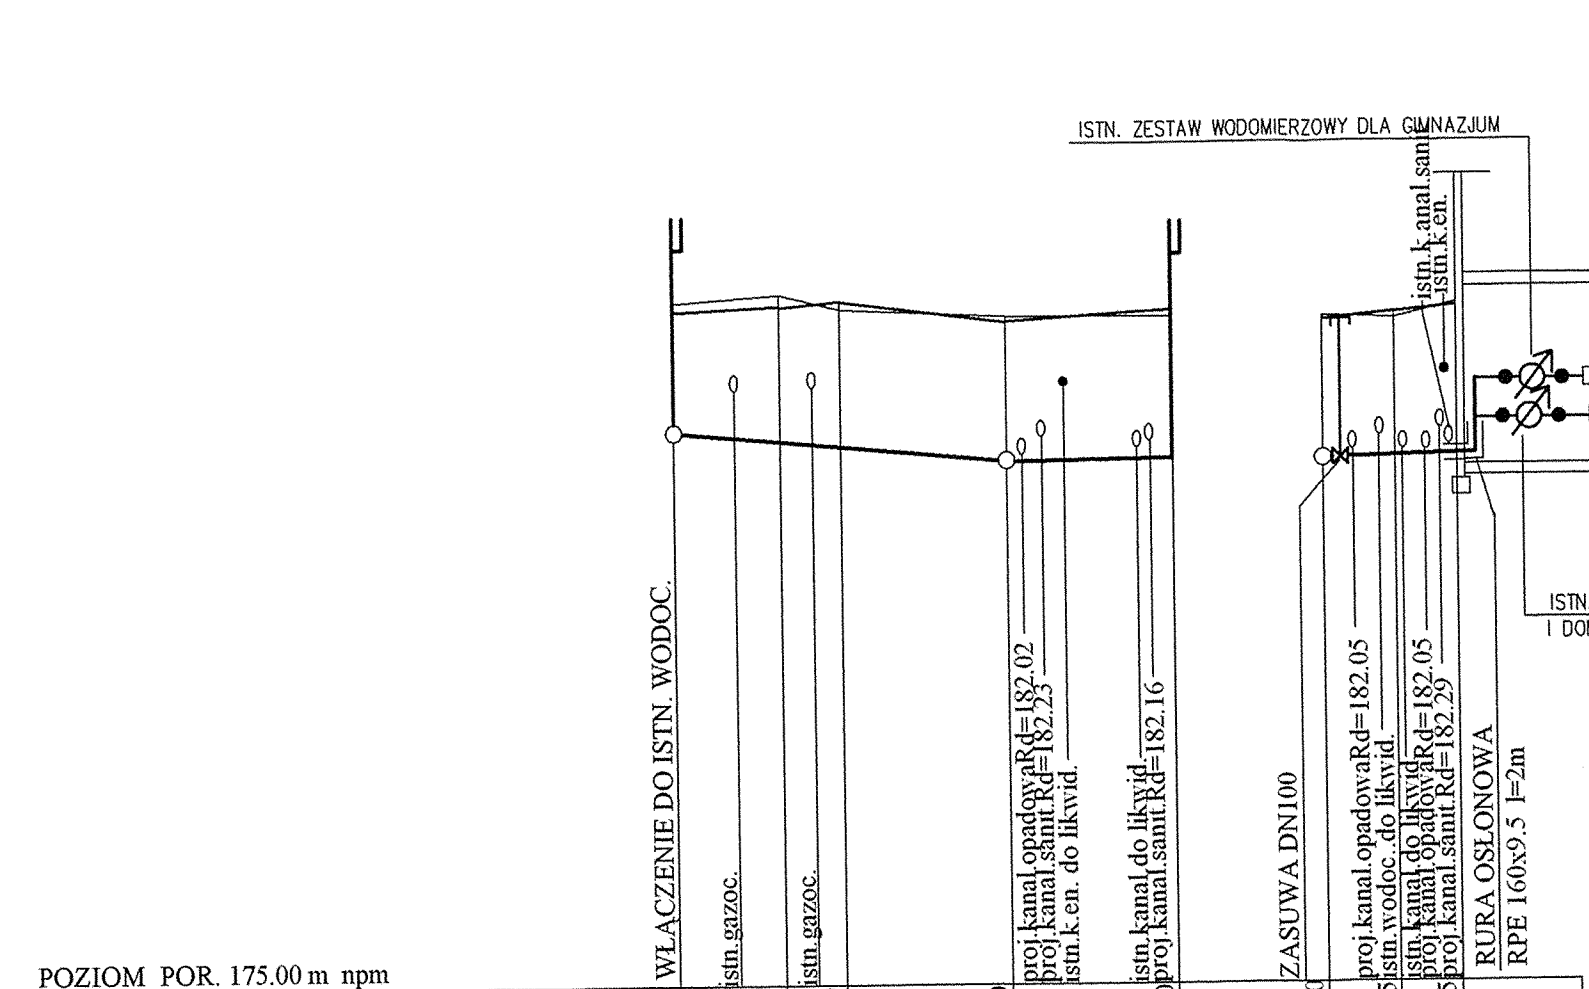 ISTN. ZESTAW WODOMIERZOWY DLA GIMNAZJUM
istn.k.anal.sanit
istn.k.en.
WŁĄCZENIE DO ISTN. WODOC.
istn.gazoc.
istn.gazoc.
proj.kanal.opadowaRd=182.02
proj.kanal.sanit.Rd=182.23
istn.k.en. do likwid.
istn.kanal.do likwid.
proj.kanal.sanit.Rd=182.16
ZASUWA DN100
proj.kanal.opadowaRd=182.05
istn.wodoc..do likwid.
istn.kanal.do likwid.
proj.kanal.opadowaRd=182.05
proj.kanal.sanit.Rd=182.29
RURA OSŁONOWA
RPE 160x9.5 l=2m
ISTN.
I DO
POZIOM POR. 175.00 m npm